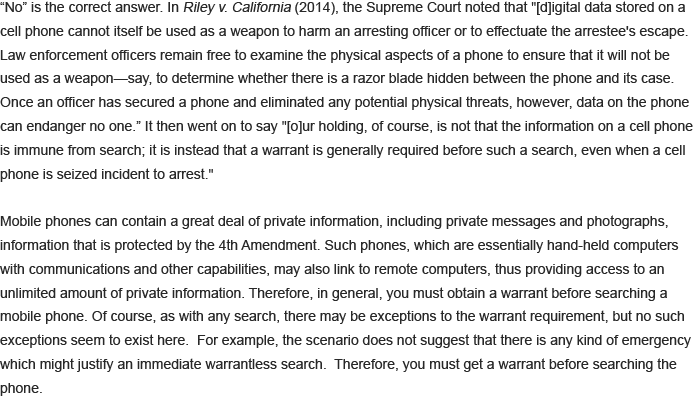 “No” is the correct answer. In Riley v. California (2014), the Supreme Court noted that "[d]igital data stored on a
cell phone cannot itself be used as a weapon to harm an arresting officer or to effectuate the arrestee's escape.
Law enforcement officers remain free to examine the physical aspects of a phone to ensure that it will not be
used as a weapon—say, to determine whether there is a razor blade hidden between the phone and its case.
Once an officer has secured a phone and eliminated any potential physical threats, however, data on the phone
can endanger no one.” It then went on to say "[o]ur holding, of course, is not that the information on a cell phone
is immune from search; it is instead that a warrant is generally required before such a search, even when a cell
phone is seized incident to arrest."

Mobile phones can contain a great deal of private information, including private messages and photographs,
information that is protected by the 4th Amendment. Such phones, which are essentially hand-held computers
with communications and other capabilities, may also link to remote computers, thus providing access to an
unlimited amount of private information. Therefore, in general, you must obtain a warrant before searching a
mobile phone. Of course, as with any search, there may be exceptions to the warrant requirement, but no such
exceptions seem to exist here.  For example, the scenario does not suggest that there is any kind of emergency
which might justify an immediate warrantless search.  Therefore, you must get a warrant before searching the
phone.